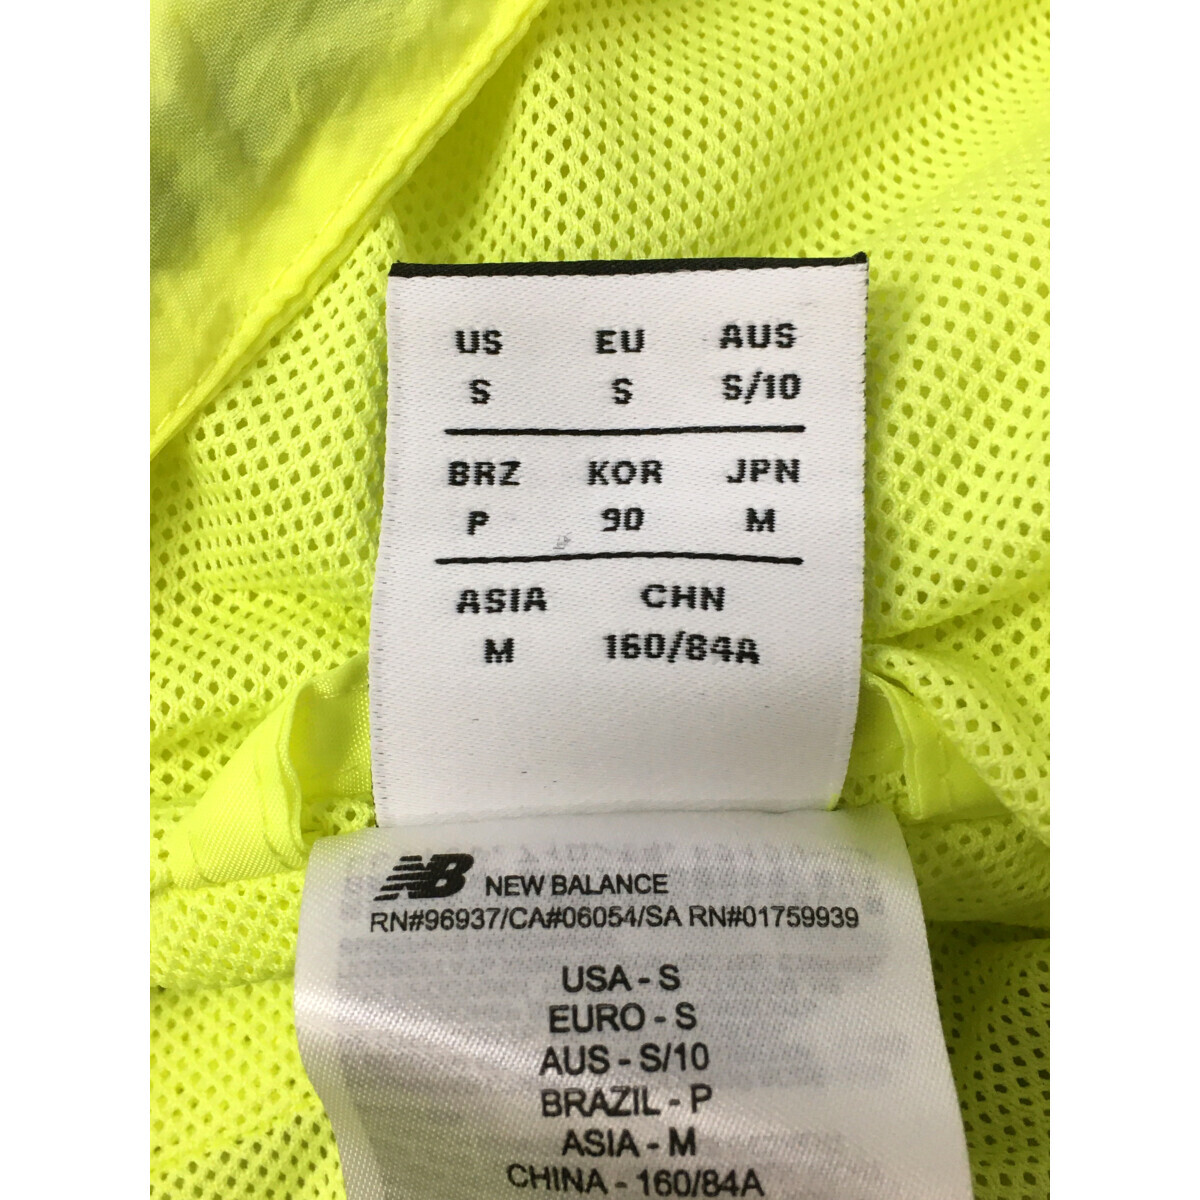 US EU AUS
S S S/10
BRZ KOR JPN
P 90 M
ASIA CHN
M 160/84A
NB NEW BALANCE
RN#96937/CA#06054/SA RN#01759939
USA - S
EURO - S
AUS - S/10
BRAZIL - P
ASIA - M
CHINA - 160/84A